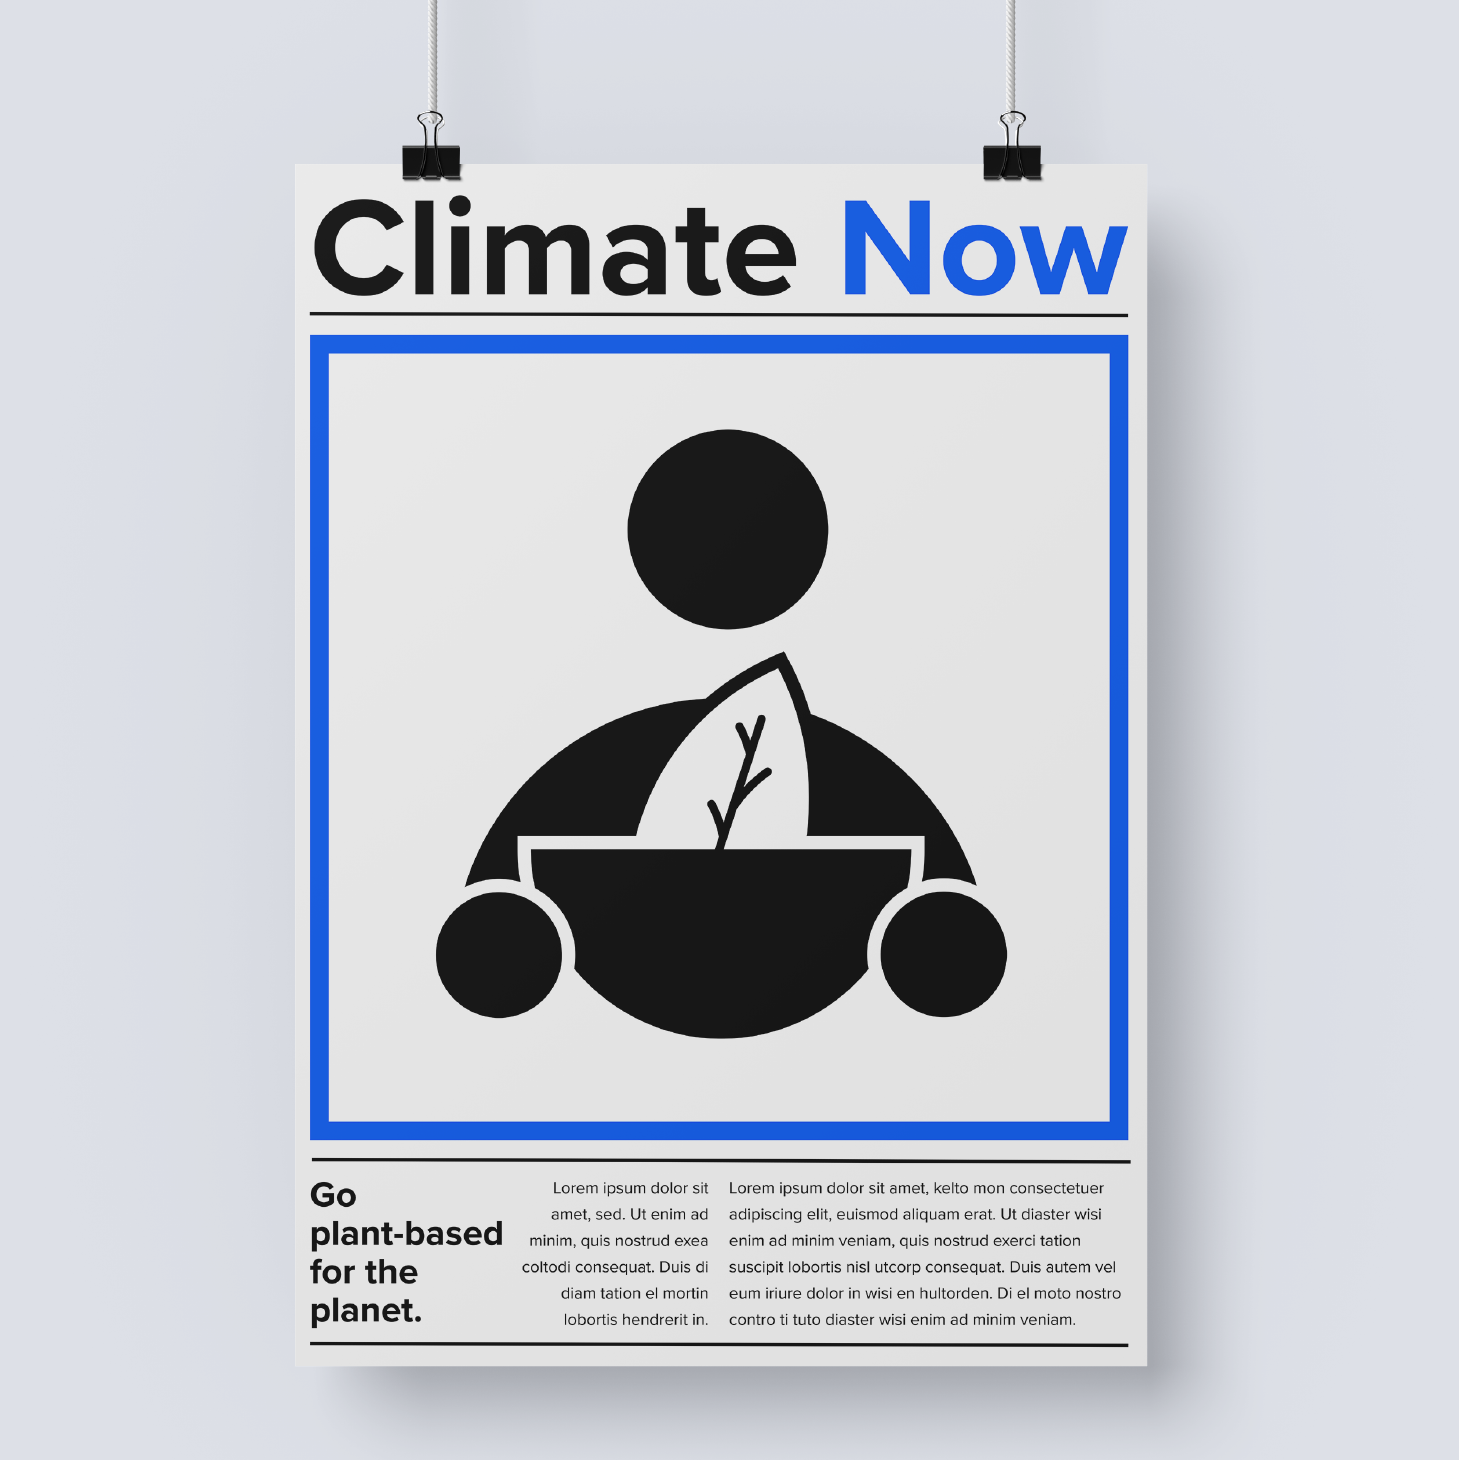 Climate Now
Go
plant-based
for the
planet.
Lorem ipsum dolor sit
amet, sed. Ut enim ad
minim, quis nostrud exea
coltodi consequat. Duis di
diam tation el mortin
lobortis hendrerit in.
Lorem ipsum dolor sit amet, kelto mon consectetuer
adipiscing elit, euismod aliquam erat. Ut diaster wisi
enim ad minim veniam, quis nostrud exerci tation
suscipit lobortis nisl utcorp consequat. Duis autem vel
eum iriure dolor in wisi en hultorden. Di el moto nostro
contro ti tuto diaster wisi enim ad minim veniam.